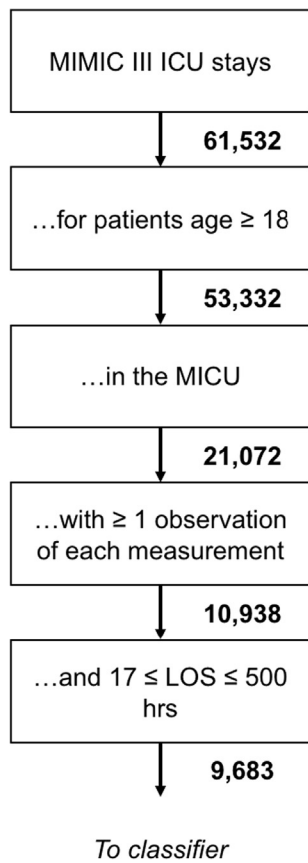 MIMIC III ICU stays
61,532
...for patients age ≥ 18
53,332
...in the MICU
21,072
...with ≥ 1 observation
of each measurement
10,938
...and 17 ≤ LOS ≤ 500
hrs
9,683
To classifier